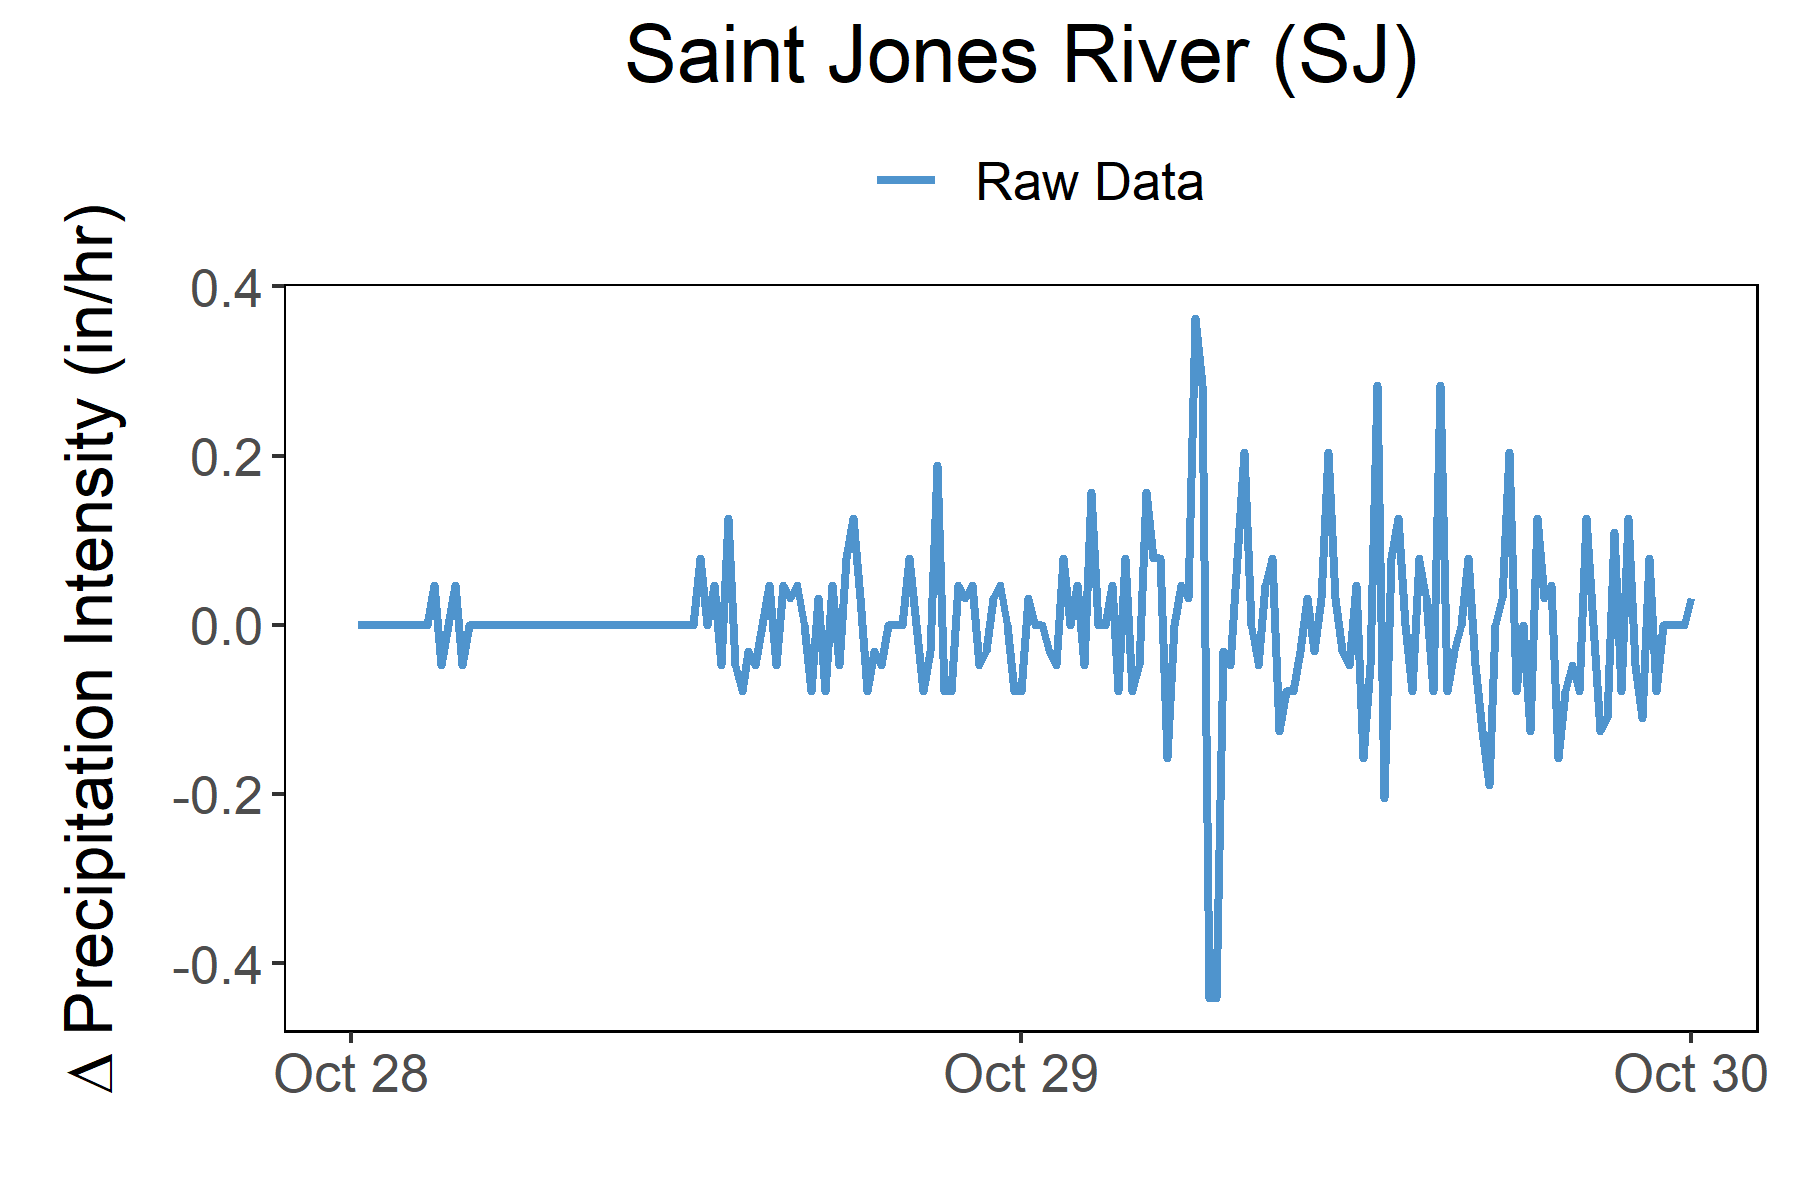 Saint Jones River (SJ)
Raw Data
Δ Precipitation Intensity (in/hr)
0.4
0.2
0.0
-0.2
-0.4
Oct 28
Oct 29
Oct 30